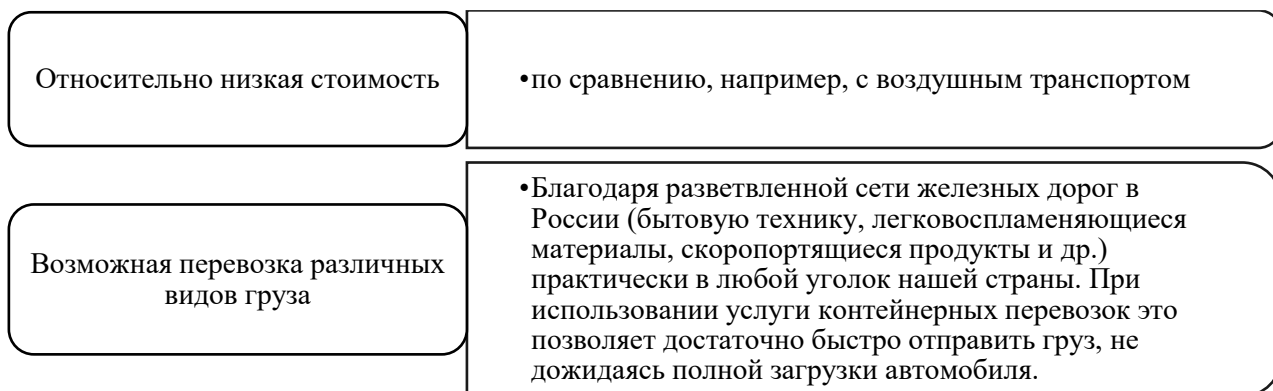 Относительно низкая стоимость
•по сравнению, например, с воздушным транспортом
Возможная перевозка различных
видов груза
•Благодаря разветвленной сети железных дорог в
России (бытовую технику, легковоспламеняющиеся
материалы, скоропортящиеся продукты и др.)
практически в любой уголок нашей страны. При
использовании услуги контейнерных перевозок это
позволяет достаточно быстро отправить груз, не
дожидаясь полной загрузки автомобиля.